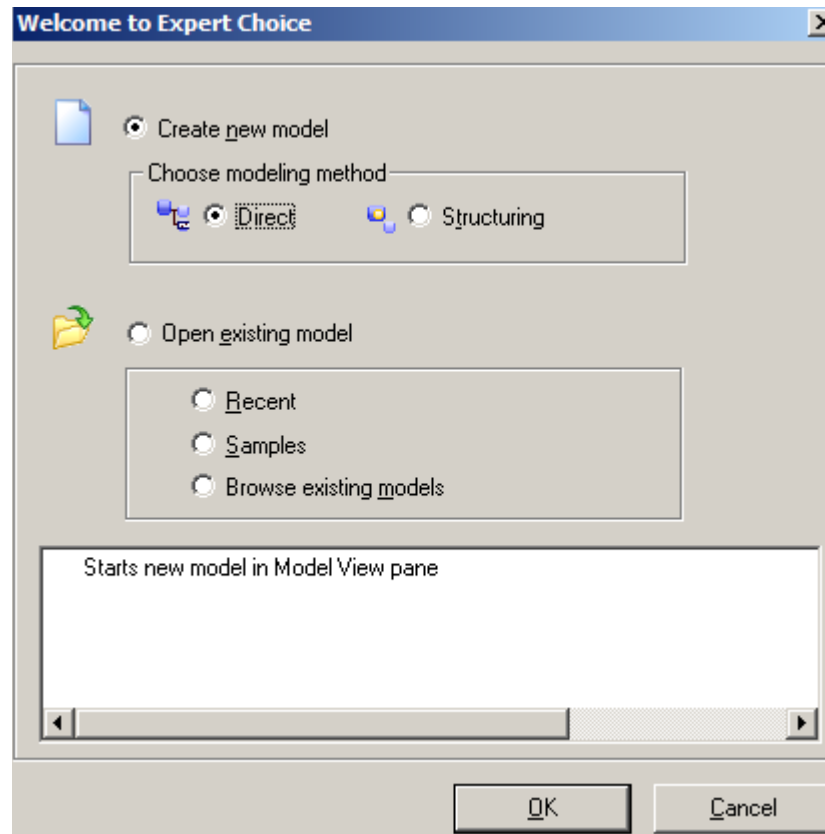 Welcome to Expert Choice
Create new model
Choose modeling method
Direct
Structuring
Open existing model
Recent
Samples
Browse existing models
Starts new model in Model View pane
OK
Cancel